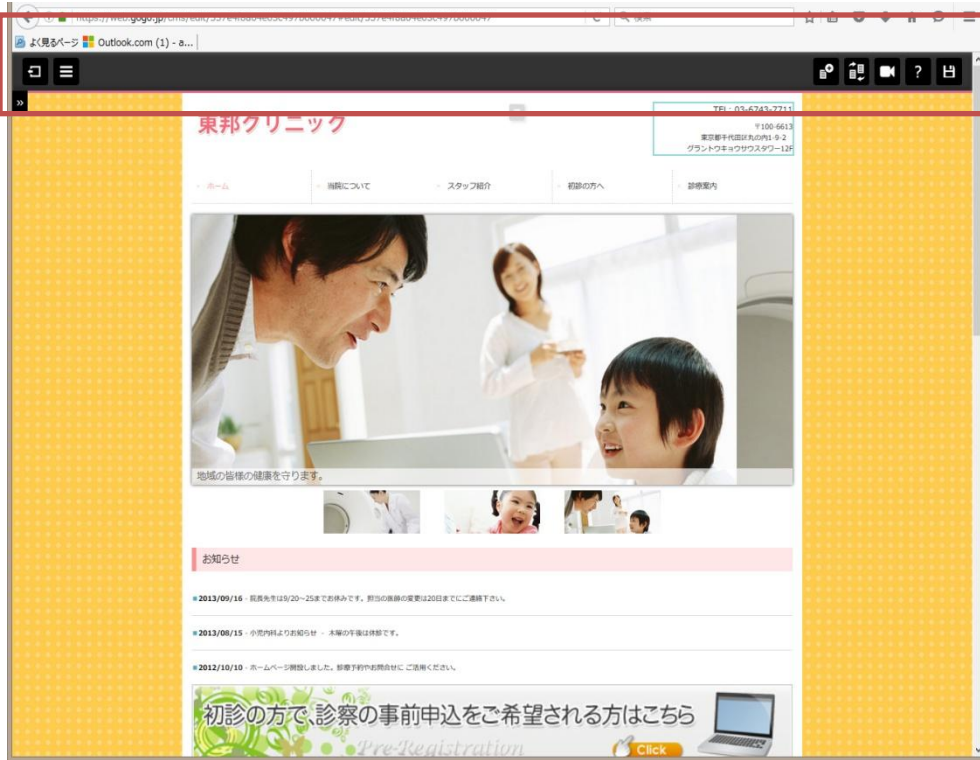 検索
よく見るページ Outlook.com (1) - a...
?
»
東邦クリニック
TEL: 03-6743-7711
〒100-6613
東京都千代田区丸の内1-9-2
グラントウキョウサウスタワー12F
ホーム
当院について
スタッフ紹介
初診の方へ
診療案内
地域の皆様の健康を守ります。
お知らせ
2013/09/16 - 院長先生は9/20~25までお休みです。担当の医師の変更は20日までにご連絡下さい。
2013/08/15 - 小児内科よりお知らせ - 木曜の午後は休診です。
2012/10/10 - ホームページ開設しました。診療予約やお問合せに ご活用ください。
初診の方で、診察の事前申込をご希望される方はこちら
Pre-Registration
Click